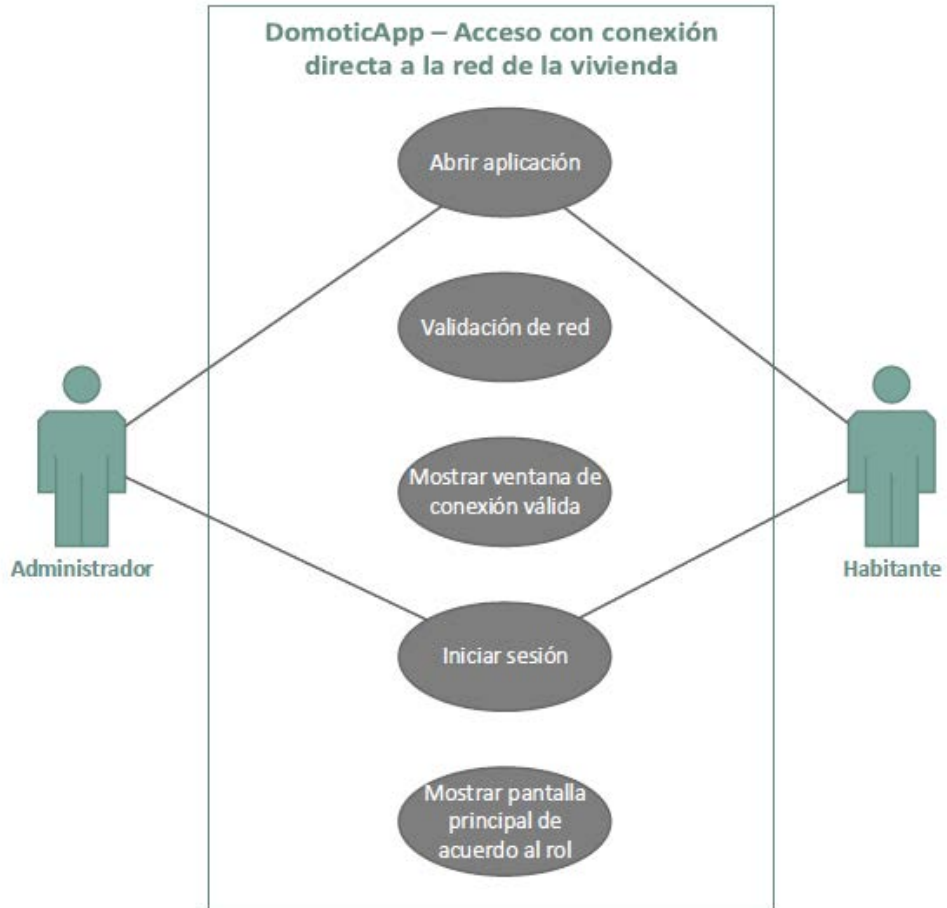 DomoticApp – Acceso con conexión
directa a la red de la vivienda
Abrir aplicación
Validación de red
Mostrar ventana de
conexión válida
Administrador
Habitante
Iniciar sesión
Mostrar pantalla
principal de
acuerdo al rol